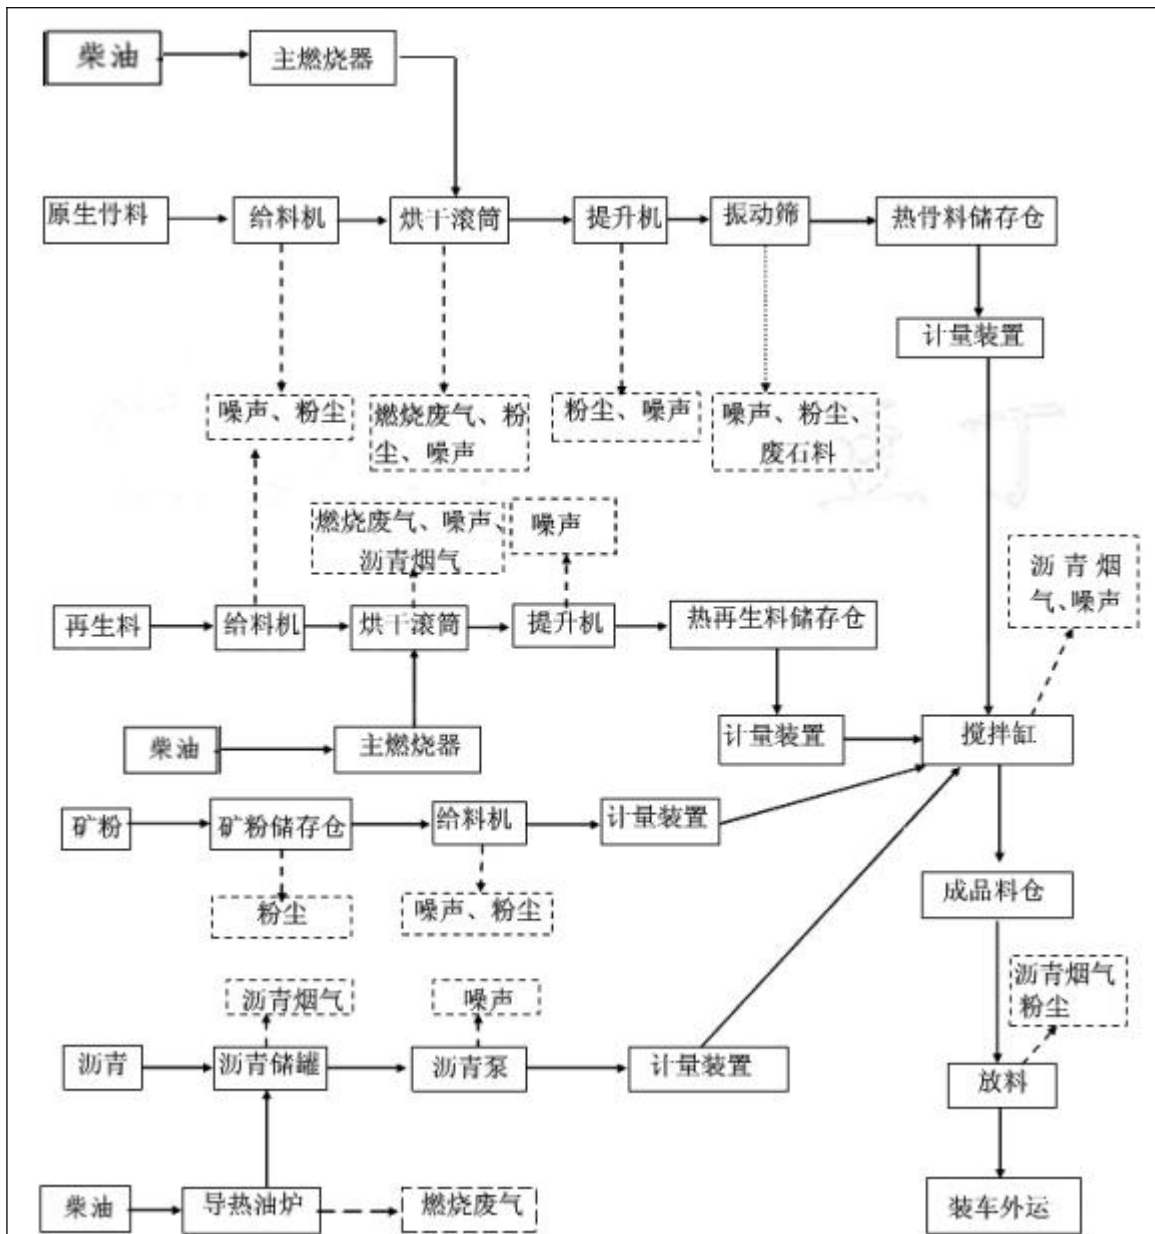 柴油
主燃烧器
原生骨料
给料机
烘干滚筒
提升机
振动筛
热骨料储存仓
计量装置
噪声、粉尘
燃烧废气、粉
尘、噪声
粉尘、噪声
噪声、粉尘、
废石料
燃烧废气、噪声、
沥青烟气
噪声
沥青烟
气、噪声
再生料
给料机
烘干滚筒
提升机
热再生料储存仓
计量装置
搅拌缸
柴油
主燃烧器
矿粉
矿粉储存仓
给料机
计量装置
粉尘
噪声、粉尘
成品料仓
沥青烟气
噪声
沥青烟气
粉尘
沥青
沥青储罐
沥青泵
计量装置
放料
柴油
导热油炉
燃烧废气
装车外运
豆丁